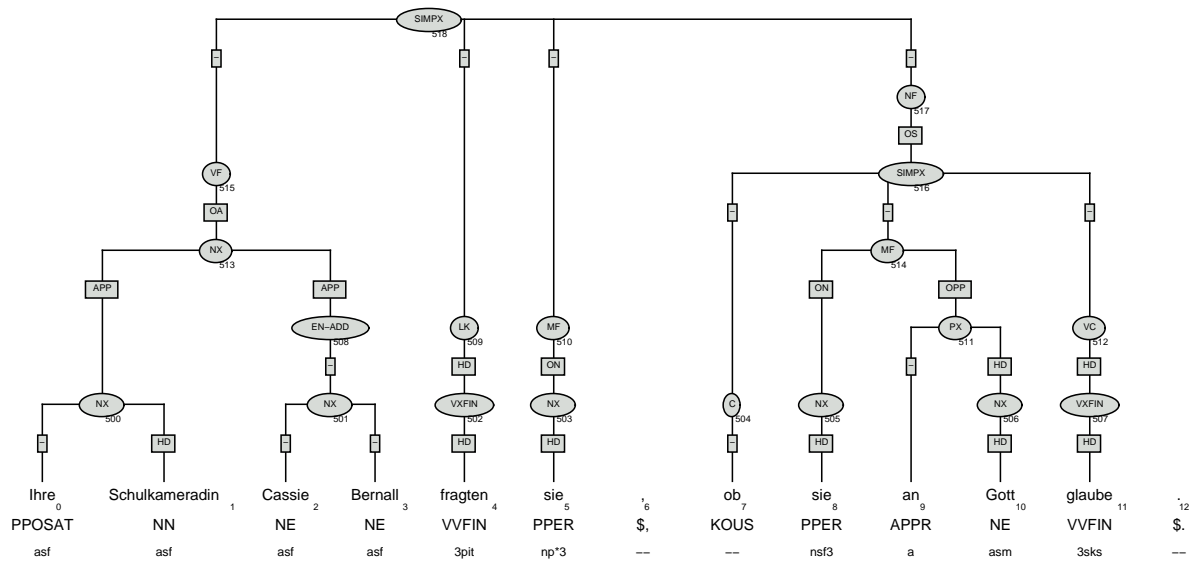 SIMPX
518
– – – –
NF
517
OS
VF
515
SIMPX
516
OA
– – –
NX
513
MF
514
APP APP ON OPP
EN–ADD
508
LK
509
MF
510
PX
511
VC
512
– HD ON – HD HD
NX
500
NX
501
VXFIN
502
NX
503
C
504
NX
505
NX
506
VXFIN
507
– HD – – HD HD – HD HD HD
Ihre 0 Schulkameradin 1 Cassie 2 Bernall 3 fragten 4 sie 5 , 6 ob 7 sie 8 an 9 Gott 10 glaube 11 . 12
PPOSAT NN NE NE VVFIN PPER $, KOUS PPER APPR NE VVFIN $.
asf asf asf asf 3pit np*3 –– –– nsf3 a asm 3sks ––